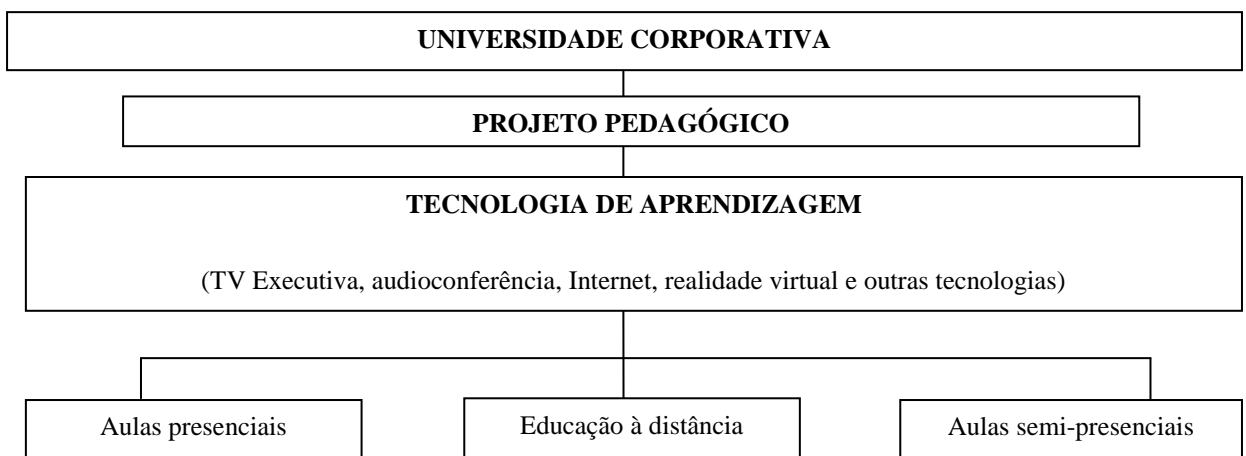 UNIVERSIDADE CORPORATIVA
PROJETO PEDAGÓGICO
TECNOLOGIA DE APRENDIZAGEM
(TV Executiva, audioconferência, Internet, realidade virtual e outras tecnologias)
Aulas presenciais
Educação à distância
Aulas semi-presenciais